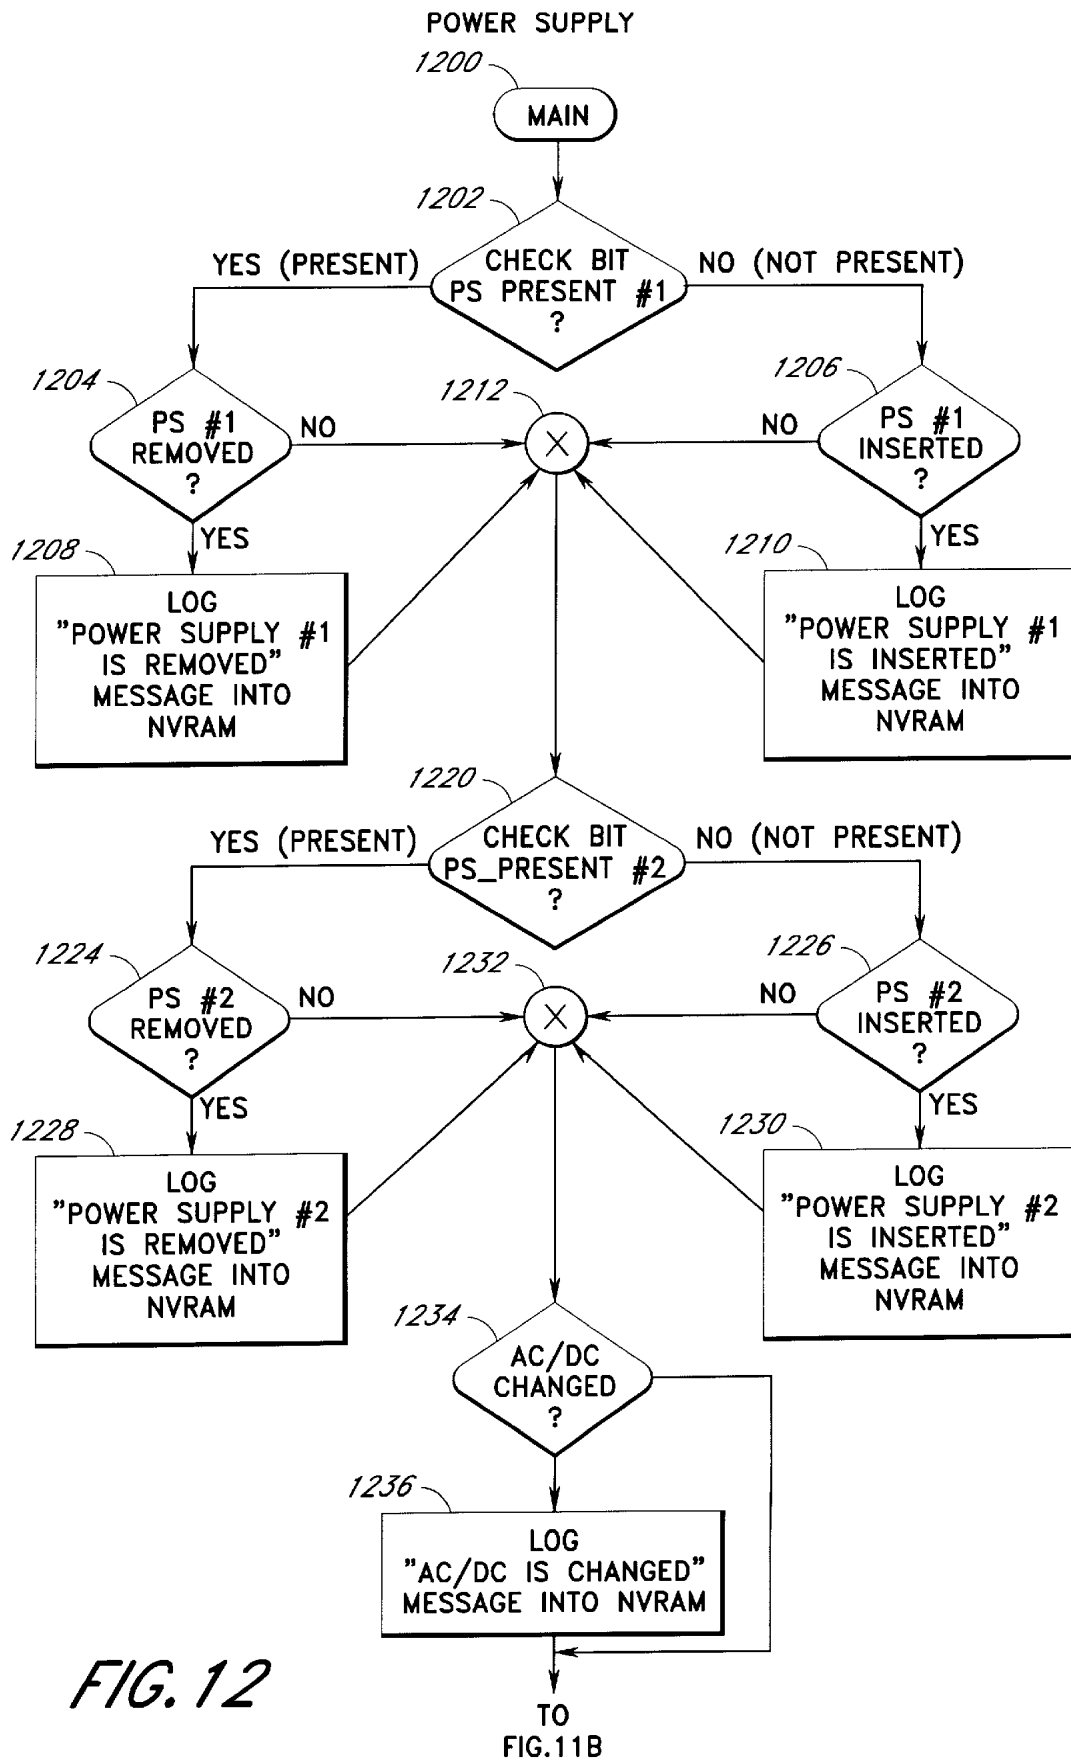 POWER SUPPLY
1200
MAIN
1202
CHECK BIT
PS PRESENT #1
?
YES (PRESENT)
NO (NOT PRESENT)
1204
PS #1
REMOVED
?
NO
1212
X
1206
PS #1
INSERTED
?
NO
YES
YES
1208
LOG
"POWER SUPPLY #1
IS REMOVED"
MESSAGE INTO
NVRAM
1210
LOG
"POWER SUPPLY #1
IS INSERTED"
MESSAGE INTO
NVRAM
1220
CHECK BIT
PS_PRESENT #2
?
YES (PRESENT)
NO (NOT PRESENT)
1224
PS #2
REMOVED
?
NO
1232
X
1226
PS #2
INSERTED
?
NO
YES
YES
1228
LOG
"POWER SUPPLY #2
IS REMOVED"
MESSAGE INTO
NVRAM
1230
LOG
"POWER SUPPLY #2
IS INSERTED"
MESSAGE INTO
NVRAM
1234
AC/DC
CHANGED
?
1236
LOG
"AC/DC IS CHANGED"
MESSAGE INTO NVRAM
TO
FIG.11B
FIG. 12